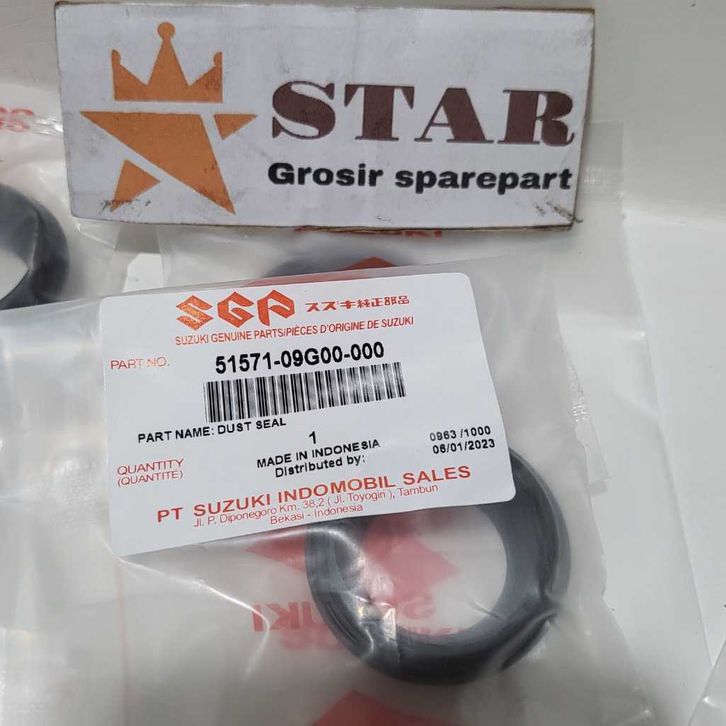 STAR
Grosir sparepart
SGP スズキ純正部品
SUZUKI GENUINE PARTS/PIÈCES D'ORIGINE DE SUZUKI
PART NO. 51571-09G00-000
PART NAME: DUST SEAL
QUANTITY 1 0963 /1000
(QUANTITÉ) MADE IN INDONESIA 06/01/2023
Distributed by:
PT SUZUKI INDOMOBIL SALES
Jl. P. Diponegoro Km. 38,2 ( Jl. Toyogiri ), Tambun
Bekasi - Indonesia